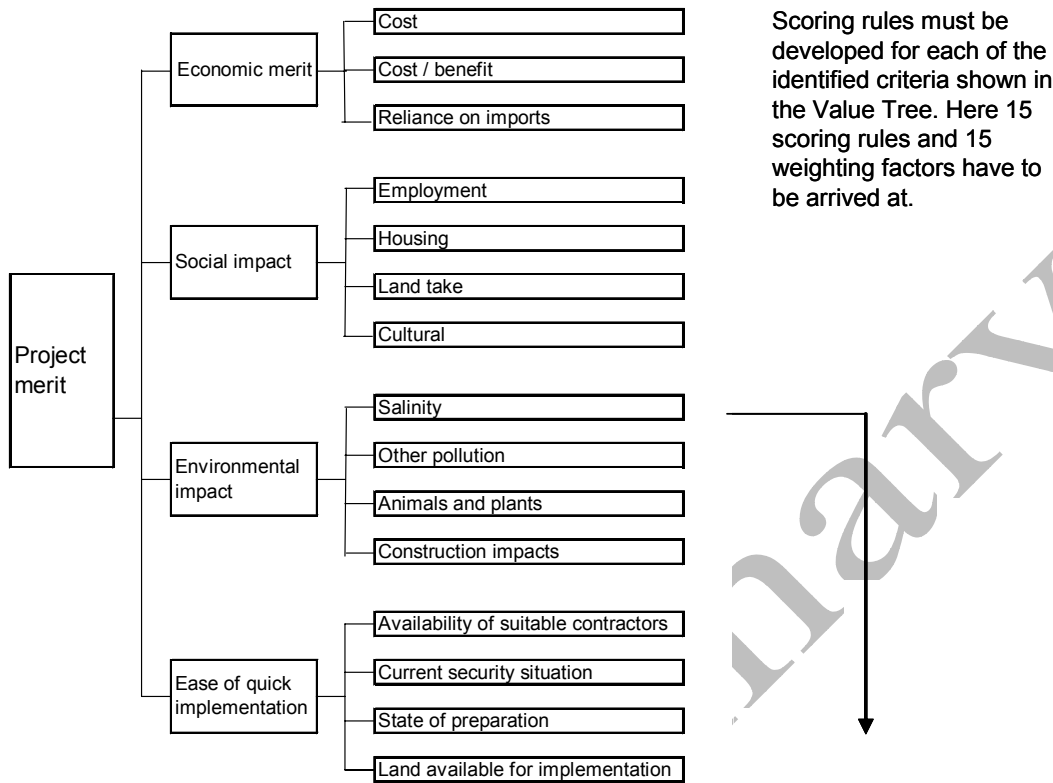 Project
merit
Economic merit
Cost
Cost / benefit
Reliance on imports
Social impact
Employment
Housing
Land take
Cultural
Environmental
impact
Salinity
Other pollution
Animals and plants
Construction impacts
Ease of quick
implementation
Availability of suitable contractors
Current security situation
State of preparation
Land available for implementation
Scoring rules must be
developed for each of the
identified criteria shown in
the Value Tree. Here 15
scoring rules and 15
weighting factors have to
be arrived at.